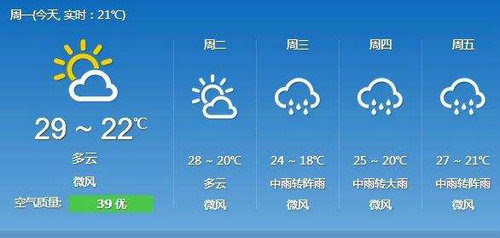 周一(今天, 实时：21℃)
29 ~ 22℃
多云
微风
空气质量: 39 优
周二
28 ~ 20℃
多云
微风
周三
24 ~ 18℃
中雨转阵雨
微风
周四
25 ~ 20℃
中雨转大雨
微风
周五
27 ~ 21℃
中雨转阵雨
微风